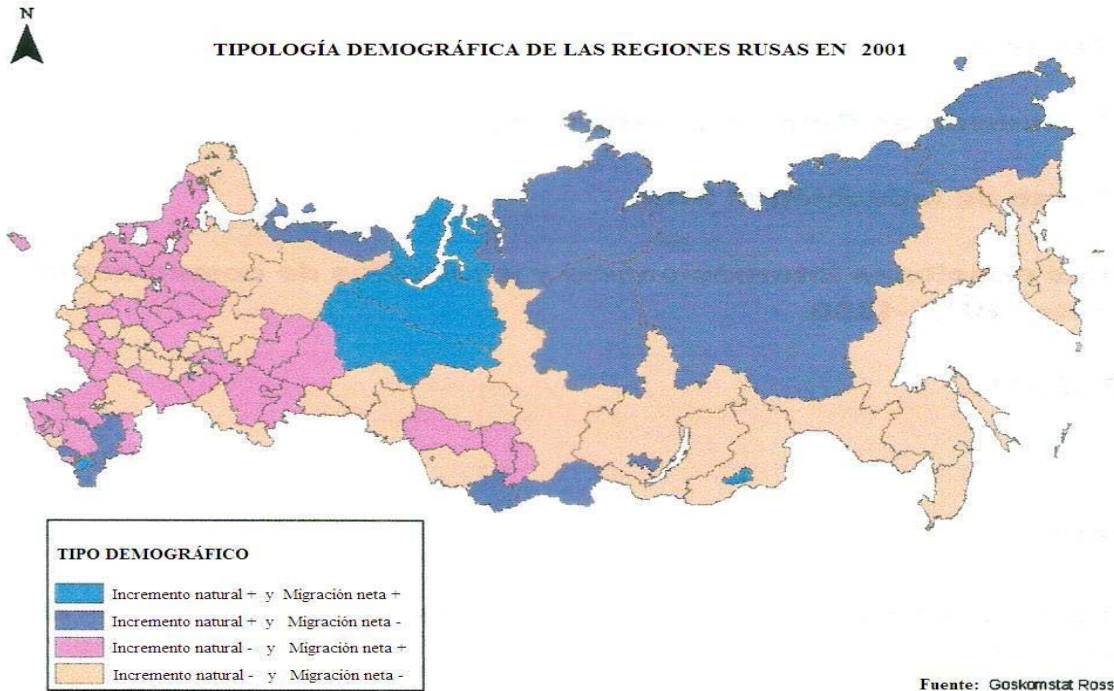 N
TIPOLOGÍA DEMOGRÁFICA DE LAS REGIONES RUSAS EN 2001
TIPO DEMOGRÁFICO
Incremento natural + y Migración neta +
Incremento natural + y Migración neta -
Incremento natural - y Migración neta +
Incremento natural - y Migración neta -
Fuente: Goskomstat Ross